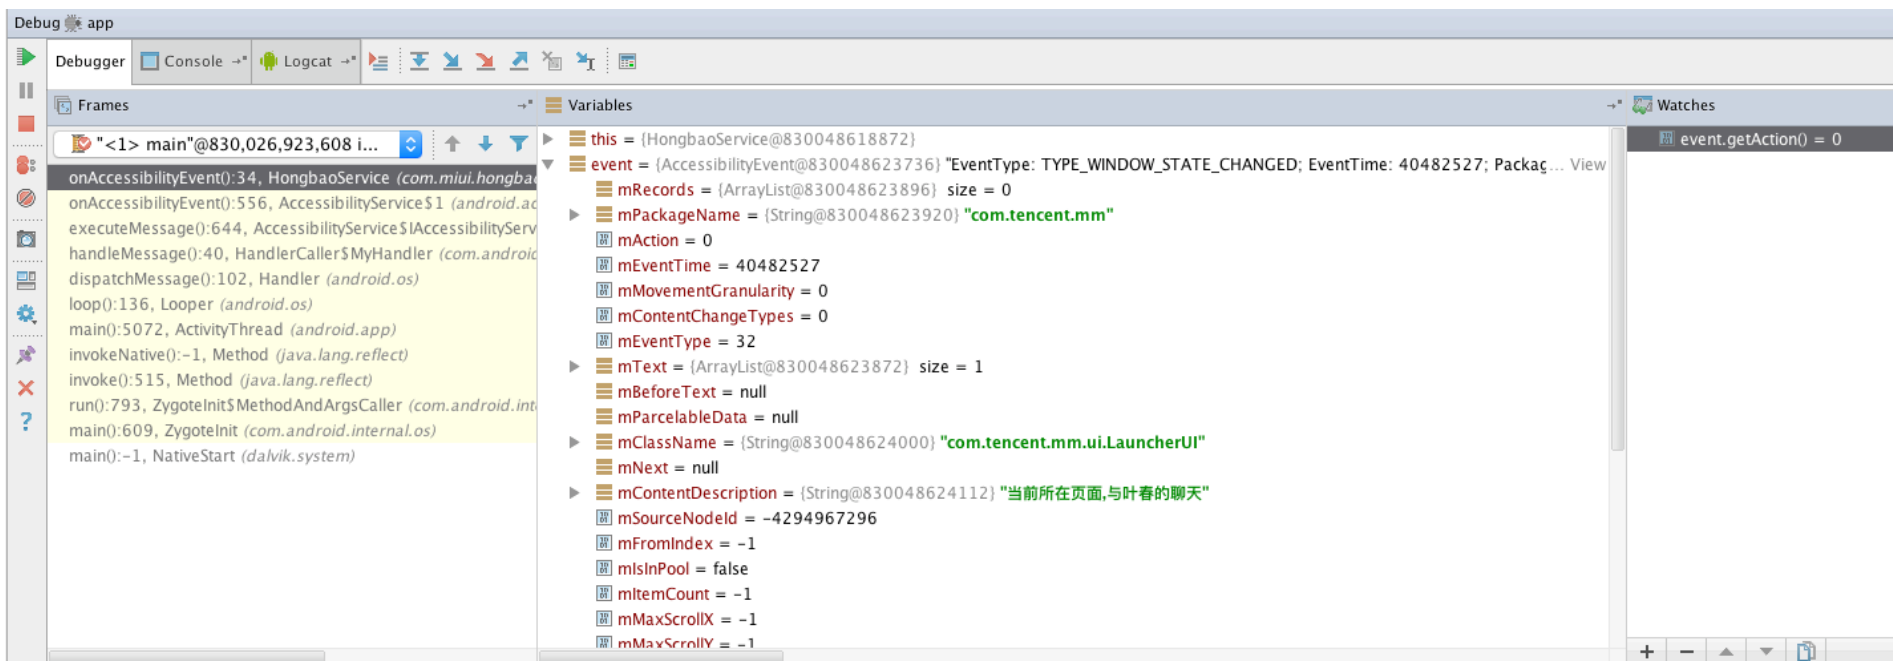 Debug app
Debugger Console Logcat
Frames
"<1> main"@830,026,923,608 i...
onAccessibilityEvent():34, HongbaoService (com.miui.hongba
onAccessibilityEvent():556, AccessibilityService$1 (android.ac
executeMessage():644, AccessibilityService$IAccessibilityServ
handleMessage():40, HandlerCaller$MyHandler (com.android
dispatchMessage():102, Handler (android.os)
loop():136, Looper (android.os)
main():5072, ActivityThread (android.app)
invokeNative():-1, Method (java.lang.reflect)
invoke():515, Method (java.lang.reflect)
run():793, ZygoteInit$MethodAndArgsCaller (com.android.int
main():609, ZygoteInit (com.android.internal.os)
main():-1, NativeStart (dalvik.system)
Variables
this = {HongbaoService@830048618872}
event = {AccessibilityEvent@830048623736} "EventType: TYPE_WINDOW_STATE_CHANGED; EventTime: 40482527; Packag... View
mRecords = {ArrayList@830048623896} size = 0
mPackageName = {String@830048623920} "com.tencent.mm"
mAction = 0
mEventTime = 40482527
mMovementGranularity = 0
mContentChangeTypes = 0
mEventType = 32
mText = {ArrayList@830048623872} size = 1
mBeforeText = null
mParcelableData = null
mClassName = {String@830048624000} "com.tencent.mm.ui.LauncherUI"
mNext = null
mContentDescription = {String@830048624112} "当前所在页面,与叶春的聊天"
mSourceNodeId = -4294967296
mFromIndex = -1
mIsInPool = false
mItemCount = -1
mMaxScrollX = -1
mMaxScrollY = -1
Watches
event.getAction() = 0